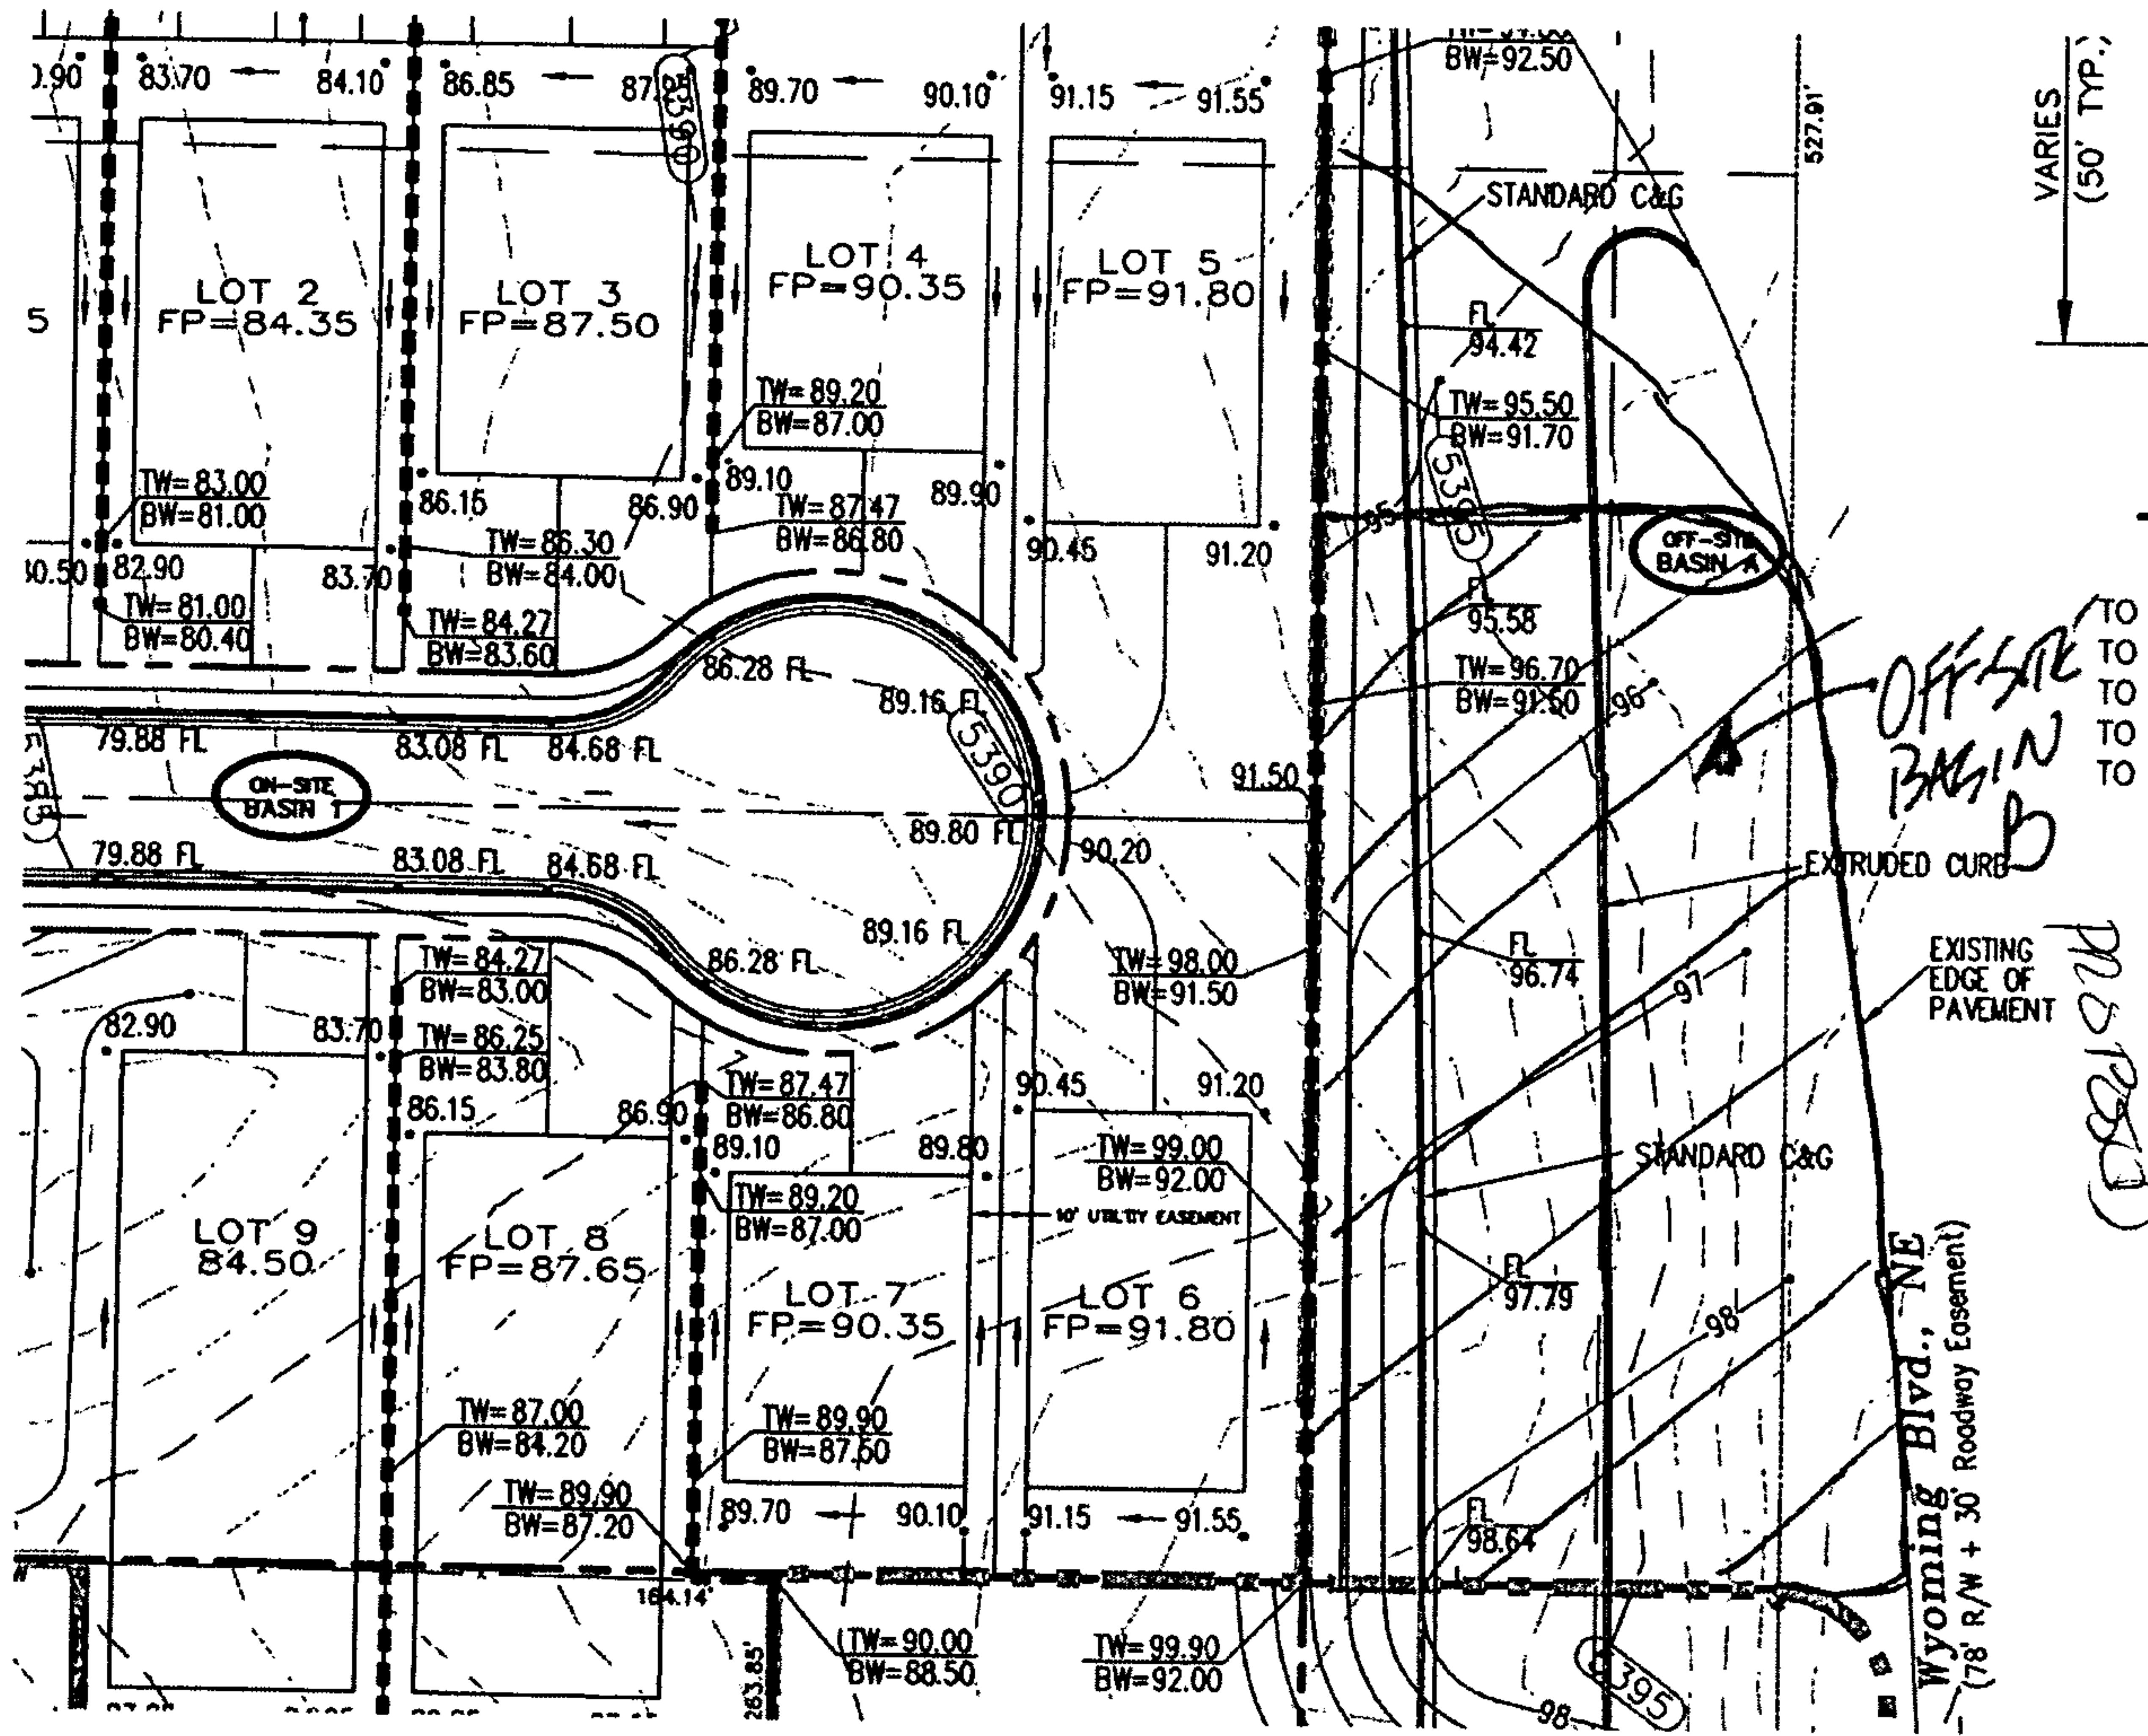 83.70
84.10
86.85
89.70
90.10
91.15
91.55
BW=92.50
527.91'
VARIES
(50' TYP.)
5390
STANDARD C&G
LOT 2
FP=84.35
LOT 3
FP=87.50
LOT 4
FP=90.35
LOT 5
FP=91.80
5
FL
94.42
TW=89.20
BW=87.00
TW=95.50
BW=91.70
5395
TW=83.00
BW=81.00
86.15
86.90
89.10
89.90
TW=87.47
BW=86.80
95
OFF-SITE
BASIN A
TW=86.30
BW=84.00
90.45
91.20
82.90
83.70
TW=81.00
BW=80.40
TW=84.27
BW=83.60
FL
95.58
TO
TO
TO
TO
TO
86.28 FL
89.16 FL
TW=96.70
BW=91.50
96
OFF-SITE
BASIN
B
79.88 FL
83.08 FL
84.68 FL
5390
ON-SITE
BASIN 1
91.50
89.80 FL
90.20
79.88 FL
83.08 FL
84.68 FL
EXTRUDED CURB
89.16 FL
86.28 FL
TW=84.27
BW=83.00
TW=98.00
BW=91.50
FL
96.74
97
EXISTING
EDGE OF
PAVEMENT
82.90
83.70
TW=86.25
BW=83.80
86.15
86.90
TW=87.47
BW=86.80
90.45
91.20
89.10
89.80
TW=99.00
BW=92.00
STANDARD C&G
TW=89.20
BW=87.00
10' UTILITY EASEMENT
LOT 9
84.50
LOT 8
FP=87.65
LOT 7
FP=90.35
LOT 6
FP=91.80
FL
97.79
98
TW=87.00
BW=84.20
TW=89.90
BW=87.60
TW=89.90
BW=87.20
89.70
90.10
91.15
91.55
FL
98.64
Wyoming Blvd., NE
(78' R/W + 30' Roadway Easement)
164.14'
263.85'
TW=90.00
BW=88.50
TW=99.90
BW=92.00
98